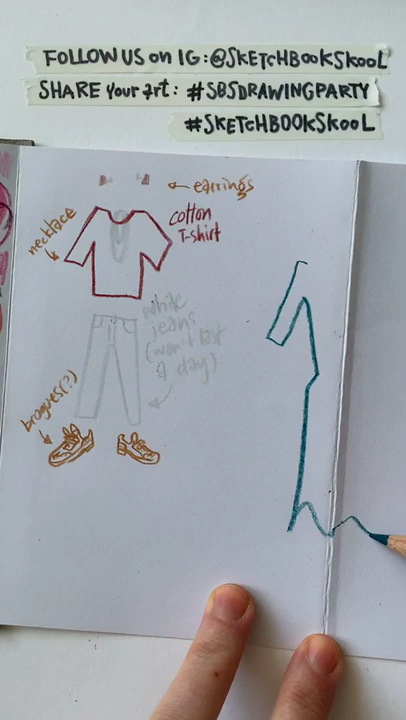 FOLLOW US on IG: @SKETCHBOOKSKOOL
SHARE your art: #SBSDRAWINGPARTY
#SKETCHBOOKSKOOL
earrings
necklace
cotton
T-shirt
white
jeans
(won't last
a day)
brogues(?)